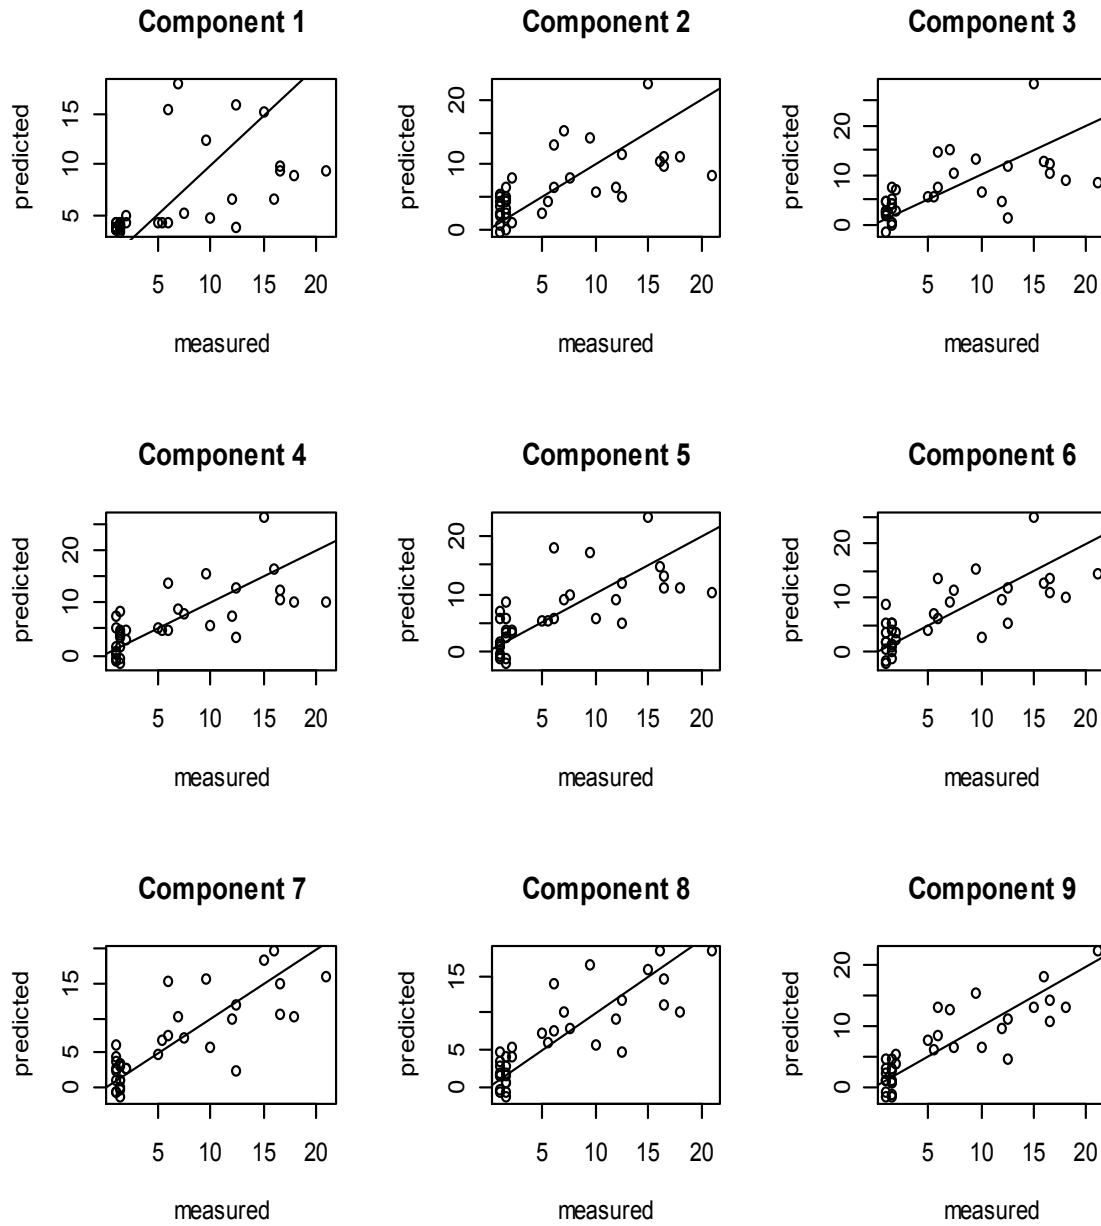 Component 1
Component 2
Component 3
predicted
5 10 15
5 10 15 20
measured
predicted
0 10 20
5 10 15 20
measured
predicted
0 10 20
5 10 15 20
measured
Component 4
Component 5
Component 6
predicted
0 10 20
5 10 15 20
measured
predicted
0 10 20
5 10 15 20
measured
predicted
0 10 20
5 10 15 20
measured
Component 7
Component 8
Component 9
predicted
0 5 15
5 10 15 20
measured
predicted
0 5 15
5 10 15 20
measured
predicted
0 10 20
5 10 15 20
measured